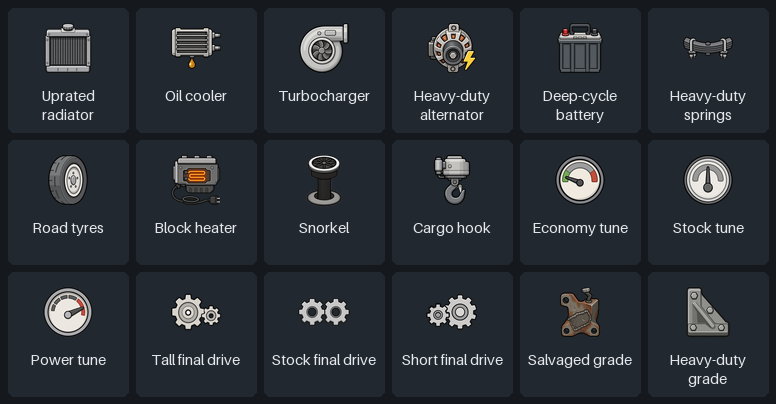 Uprated
radiator
Oil cooler
Turbocharger
Heavy-duty
alternator
Deep-cycle
battery
Heavy-duty
springs
Road tyres
Block heater
Snorkel
Cargo hook
Economy tune
Stock tune
Power tune
Tall final drive
Stock final drive
Short final drive
Salvaged grade
Heavy-duty
grade